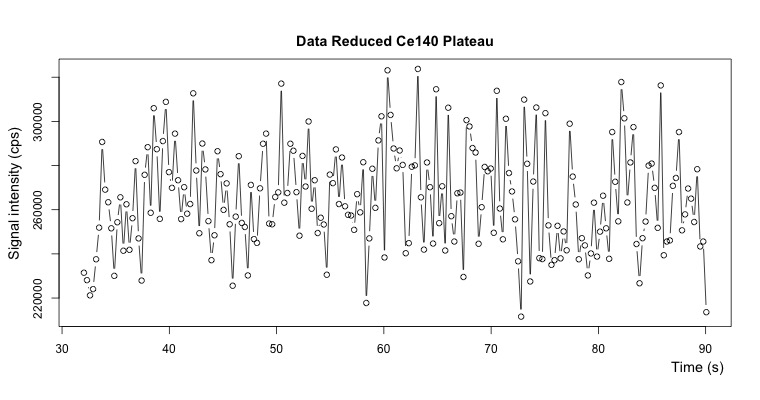 Data Reduced Ce140 Plateau
Signal intensity (cps)
300000
260000
220000
30 40 50 60 70 80 90
Time (s)